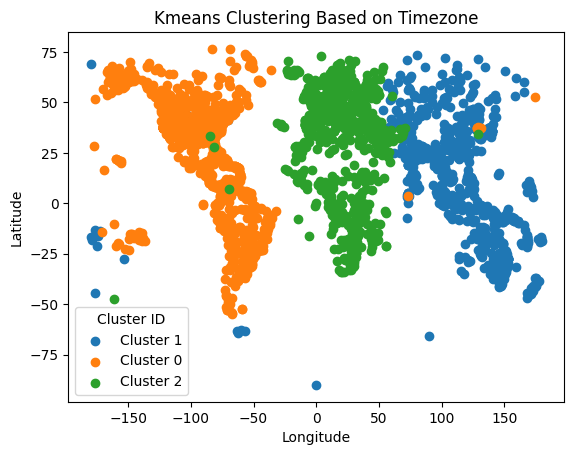 Kmeans Clustering Based on Timezone
Latitude
75
50
25
0
−25
−50
−75
Cluster ID
Cluster 1
Cluster 0
Cluster 2
−150
−100
−50
0
50
100
150
Longitude